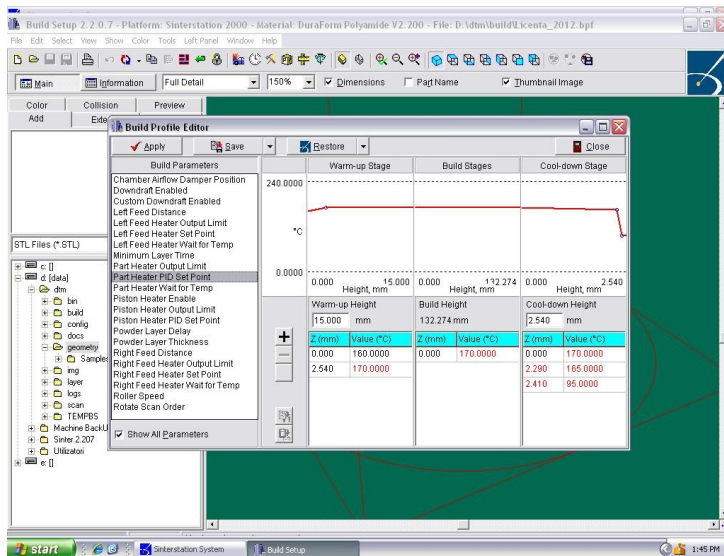 Build Setup 2.2.0.7 - Platform: Sinterstation 2000 - Material: DuraForm Polyamide V2.200 - File: D:\dtm\build\Licenta_2012.bpf
File Edit Select View Show Color Tools Left Panel Window Help
Main Information Full Detail 150% Dimensions Part Name Thumbnail Image
Color Collision Preview
Add Exte
Build Profile Editor
Apply Save Restore Close
Build Parameters Warm-up Stage Build Stages Cool-down Stage
Chamber Airflow Damper Position
Downdraft Enabled
Custom Downdraft Enabled
Left Feed Distance
Left Feed Heater Output Limit
Left Feed Heater Set Point
Left Feed Heater Wait for Temp
Minimum Layer Time
Part Heater Output Limit
Part Heater PID Set Point
Part Heater Wait for Temp
Piston Heater Enable
Piston Heater Output Limit
Piston Heater PID Set Point
Powder Layer Delay
Powder Layer Thickness
Right Feed Distance
Right Feed Heater Output Limit
Right Feed Heater Set Point
Right Feed Heater Wait for Temp
Roller Speed
Rotate Scan Order
Show All Parameters
240.0000
°C
0.0000
0.000 15.000 0.000 132.274 0.000 2.540
Height, mm Height, mm Height, mm
Warm-up Height Build Height Cool-down Height
15.000 mm 132.274 mm 2.540 mm
Z (mm) Value (°C) Z (mm) Value (°C) Z (mm) Value (°C)
0.000 160.0000 0.000 170.0000 0.000 170.0000
2.540 170.0000 2.290 165.0000
2.410 95.0000
STL Files (*.STL)
c: []
d: [data]
dtm
bin
build
config
docs
geometry
Samples
img
layer
logs
scan
TEMPBS
Machine BackU
Sinter 2.207
Utilizatori
e: []
start Sinterstation System Build Setup 1:45 PM